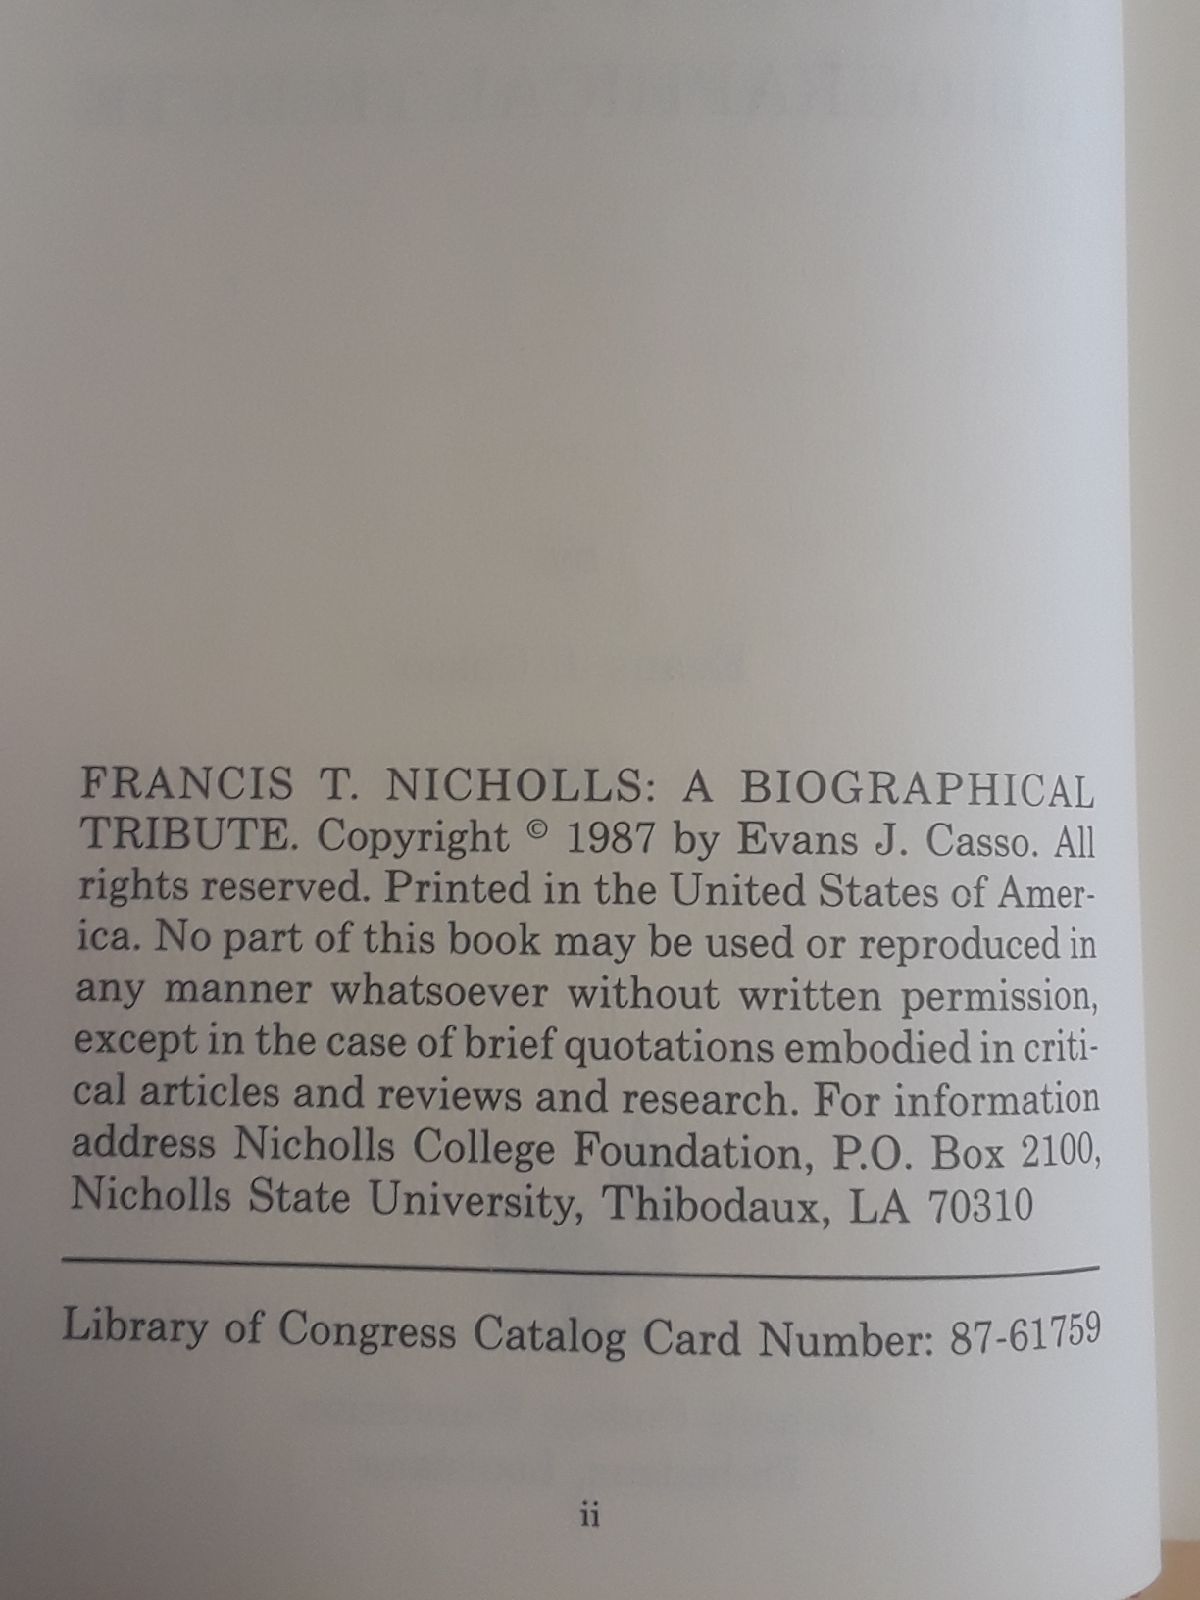 FRANCIS T. NICHOLLS: A BIOGRAPHICAL
TRIBUTE. Copyright © 1987 by Evans J. Casso. All
rights reserved. Printed in the United States of Amer-
ica. No part of this book may be used or reproduced in
any manner whatsoever without written permission,
except in the case of brief quotations embodied in criti-
cal articles and reviews and research. For information
address Nicholls College Foundation, P.O. Box 2100,
Nicholls State University, Thibodaux, LA 70310
Library of Congress Catalog Card Number: 87-61759
ii